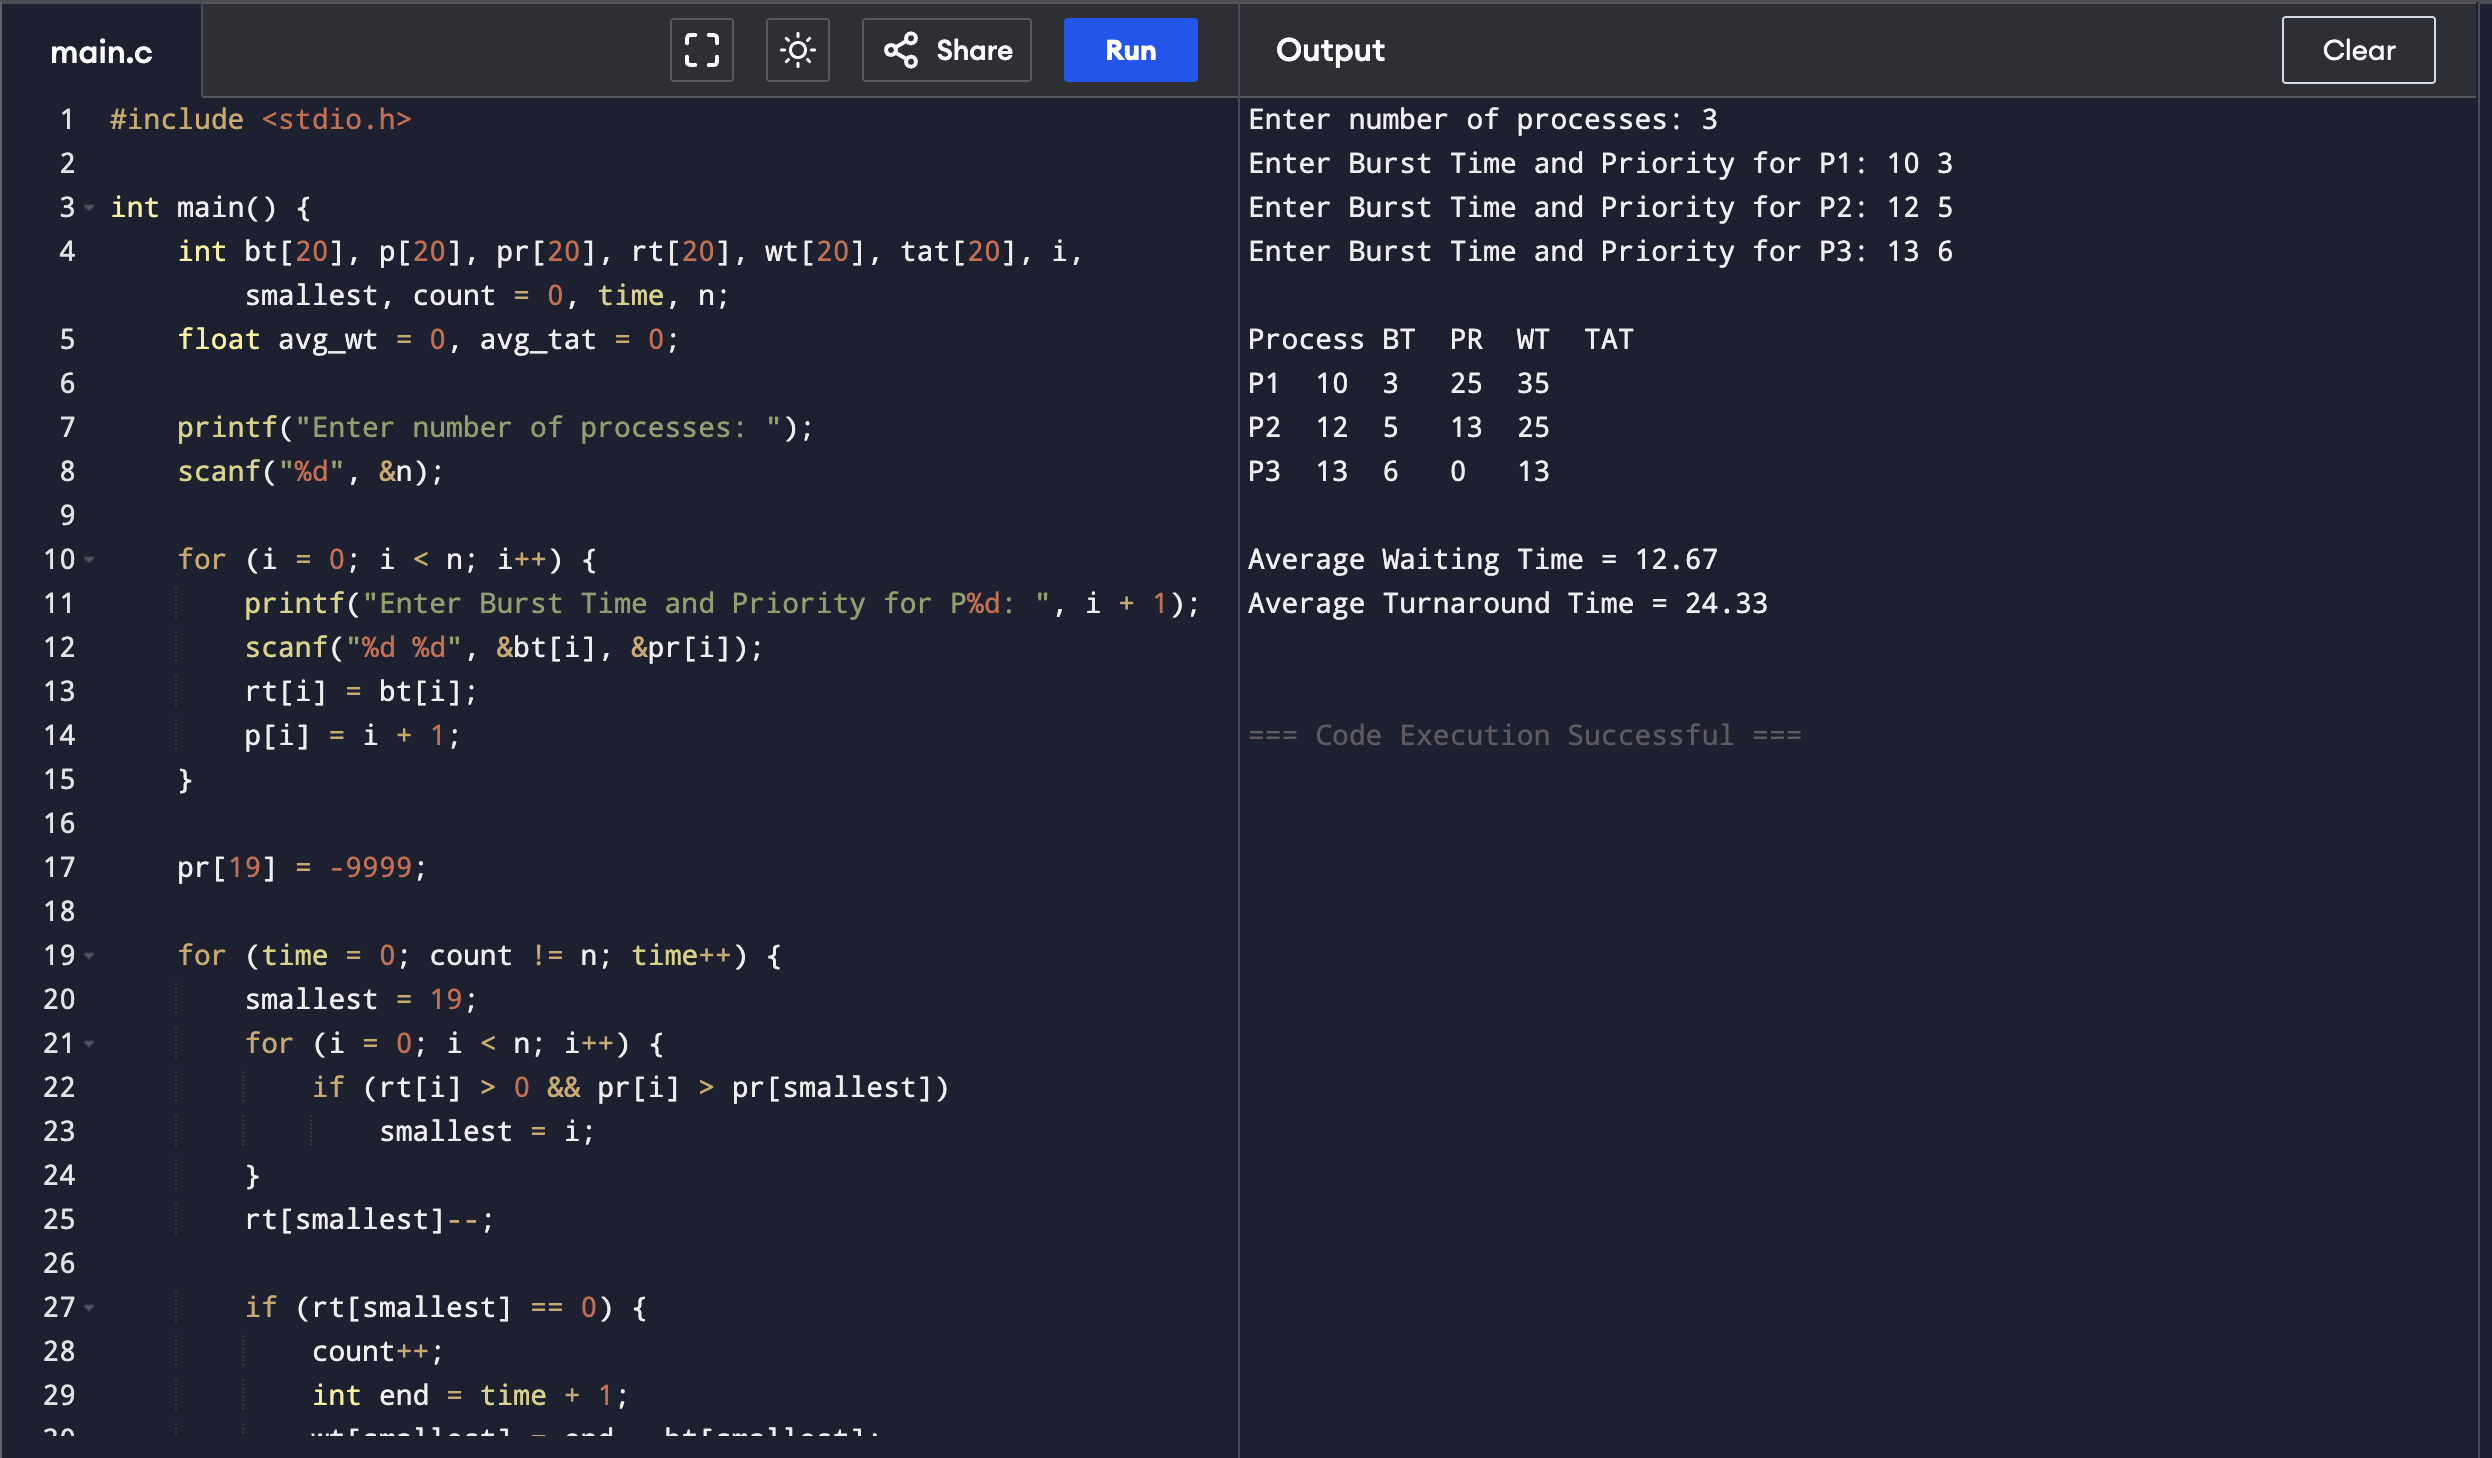 main.c
Share
Run
Output
Clear
1 #include <stdio.h>
2
3 int main() {
4     int bt[20], p[20], pr[20], rt[20], wt[20], tat[20], i,
        smallest, count = 0, time, n;
5     float avg_wt = 0, avg_tat = 0;
6
7     printf("Enter number of processes: ");
8     scanf("%d", &n);
9
10     for (i = 0; i < n; i++) {
11         printf("Enter Burst Time and Priority for P%d: ", i + 1);
12         scanf("%d %d", &bt[i], &pr[i]);
13         rt[i] = bt[i];
14         p[i] = i + 1;
15     }
16
17     pr[19] = -9999;
18
19     for (time = 0; count != n; time++) {
20         smallest = 19;
21         for (i = 0; i < n; i++) {
22             if (rt[i] > 0 && pr[i] > pr[smallest])
23                 smallest = i;
24         }
25         rt[smallest]--;
26
27         if (rt[smallest] == 0) {
28             count++;
29             int end = time + 1;
30             wt[smallest] = end - bt[smallest];
Enter number of processes: 3
Enter Burst Time and Priority for P1: 10 3
Enter Burst Time and Priority for P2: 12 5
Enter Burst Time and Priority for P3: 13 6

Process BT  PR  WT  TAT
P1  10  3   25  35
P2  12  5   13  25
P3  13  6   0   13

Average Waiting Time = 12.67
Average Turnaround Time = 24.33

=== Code Execution Successful ===